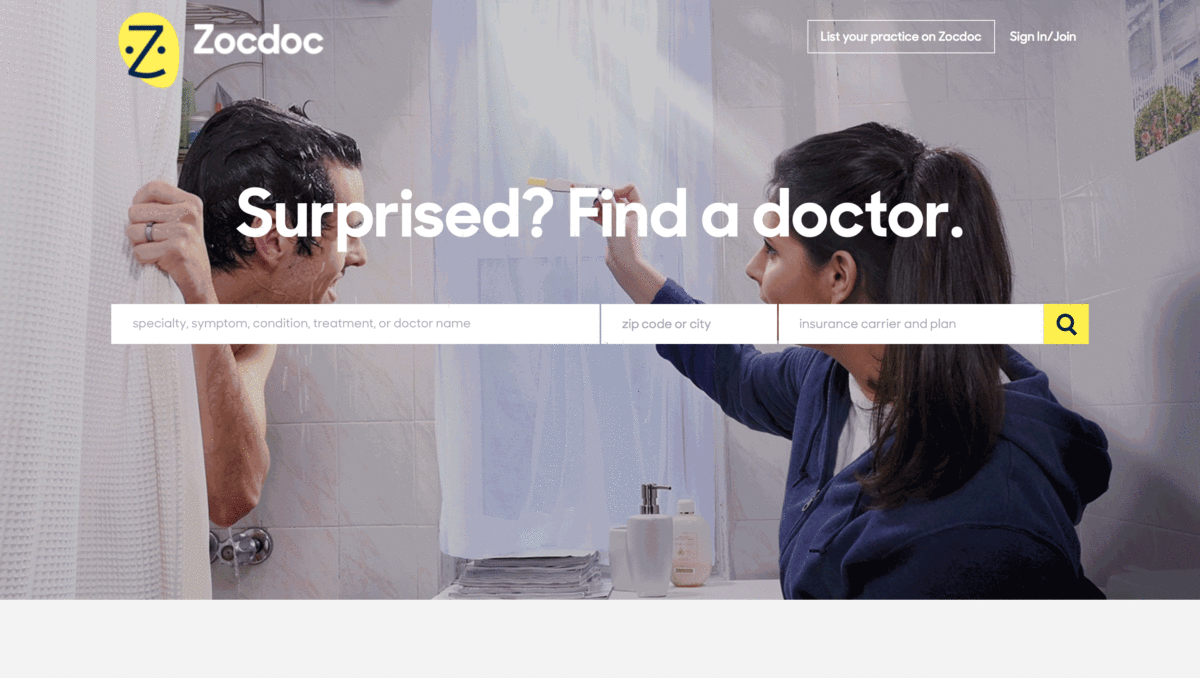 Zocdoc
List your practice on Zocdoc
Sign In/Join
Surprised? Find a doctor.
specialty, symptom, condition, treatment, or doctor name
zip code or city
insurance carrier and plan